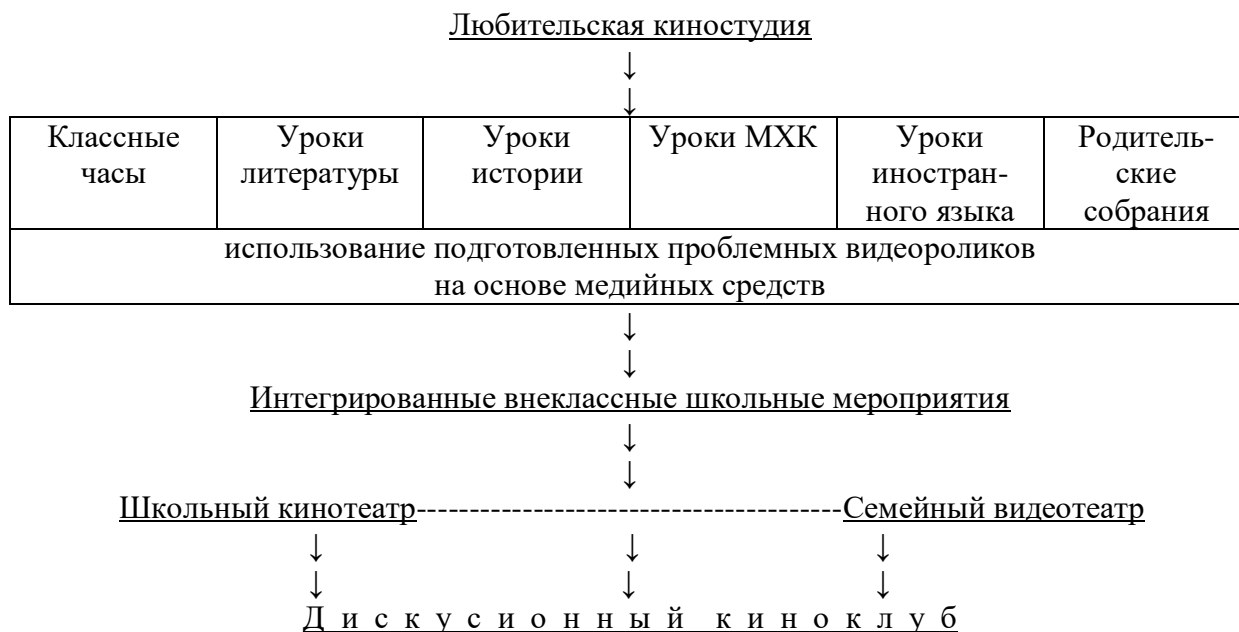 Любительская киностудия
↓
↓
Классные часы Уроки литературы Уроки истории Уроки МХК Уроки иностран-ного языка Родитель-ские собрания
использование подготовленных проблемных видеороликов
на основе медийных средств
↓
↓
Интегрированные внеклассные школьные мероприятия
↓
↓
Школьный кинотеатр----------------------------------------Семейный видеотеатр
↓ ↓ ↓
↓ ↓ ↓
Д и с к у с и о н н ы й к и н о к л у б